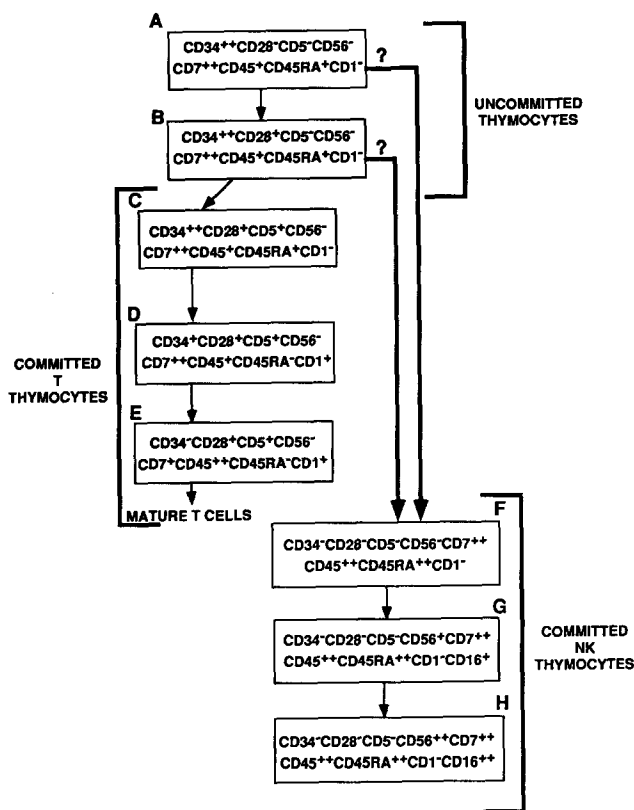 A
CD34++CD28-CD5-CD56-
CD7++CD45+CD45RA+CD1-
?
UNCOMMITTED
THYMOCYTES
B
CD34++CD28+CD5-CD56-
CD7++CD45+CD45RA+CD1-
?
C
CD34++CD28+CD5+CD56-
CD7++CD45+CD45RA+CD1-
D
CD34+CD28+CD5+CD56-
CD7++CD45+CD45RA-CD1+
COMMITTED
T
THYMOCYTES
E
CD34-CD28+CD5+CD56-
CD7+CD45++CD45RA-CD1+
MATURE T CELLS
F
CD34-CD28-CD5-CD56-CD7++
CD45++CD45RA++CD1-
G
CD34-CD28-CD5-CD56+CD7++
CD45++CD45RA++CD1-CD16+
COMMITTED
NK
THYMOCYTES
H
CD34-CD28-CD5-CD56++CD7++
CD45++CD45RA++CD1-CD16++